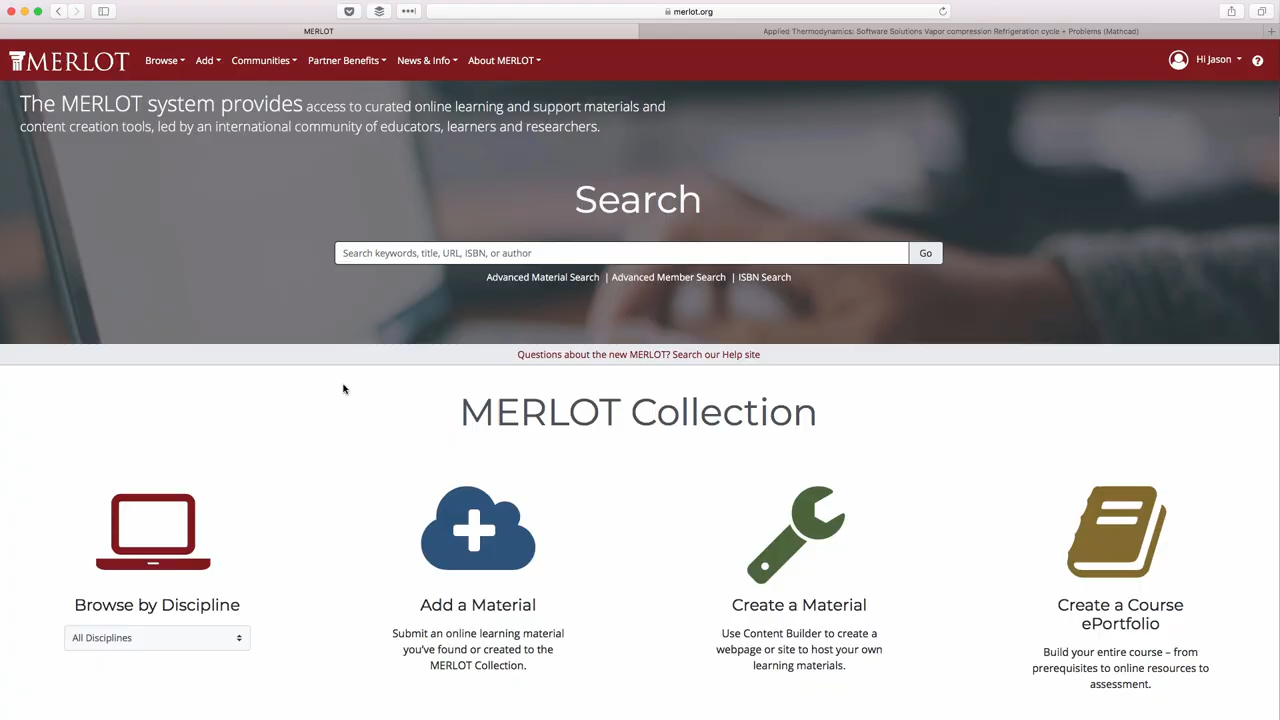 merlot.org
MERLOT
Applied Thermodynamics: Software Solutions Vapor compression Refrigeration cycle + Problems (Mathcad)
MERLOT Browse Add Communities Partner Benefits News & Info About MERLOT Hi Jason ?
The MERLOT system provides access to curated online learning and support materials and
content creation tools, led by an international community of educators, learners and researchers.
Search
Search keywords, title, URL, ISBN, or author Go
Advanced Material Search | Advanced Member Search | ISBN Search
Questions about the new MERLOT? Search our Help site
MERLOT Collection
Browse by Discipline
All Disciplines
Add a Material
Submit an online learning material
you've found or created to the
MERLOT Collection.
Create a Material
Use Content Builder to create a
webpage or site to host your own
learning materials.
Create a Course
ePortfolio
Build your entire course – from
prerequisites to online resources to
assessment.